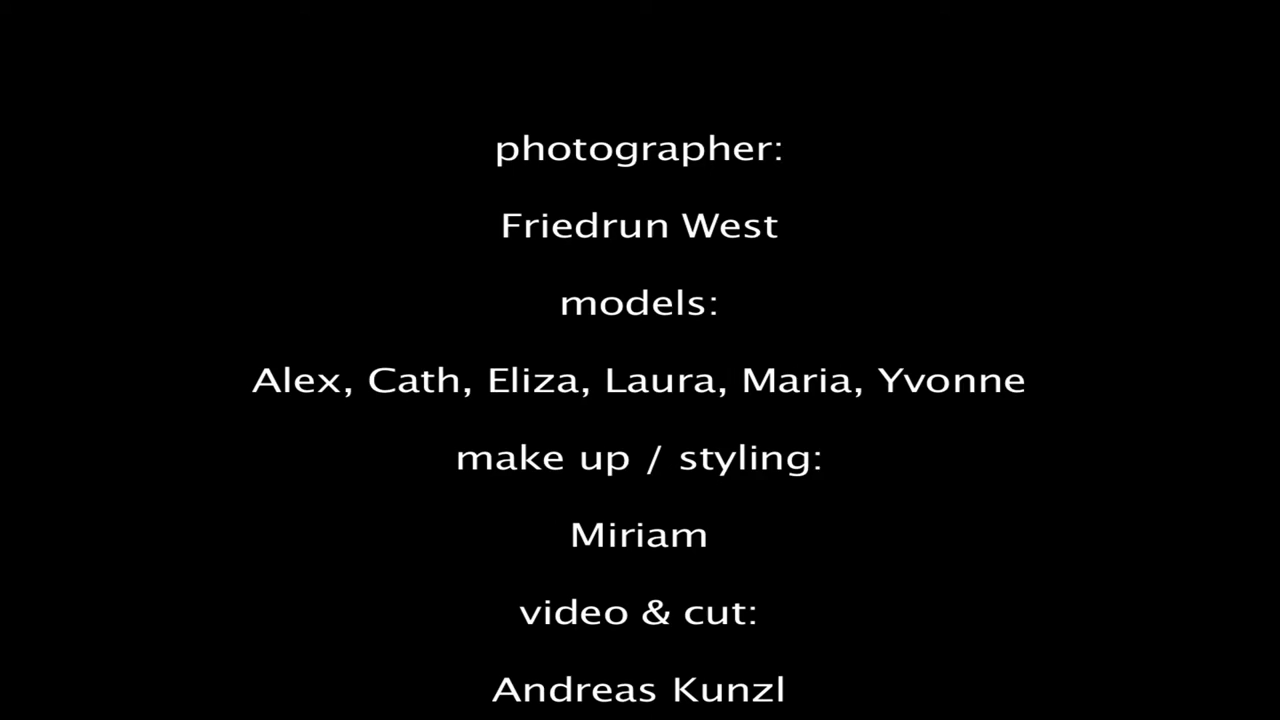 photographer:
Friedrun West
models:
Alex, Cath, Eliza, Laura, Maria, Yvonne
make up / styling:
Miriam
video & cut:
Andreas Kunzl